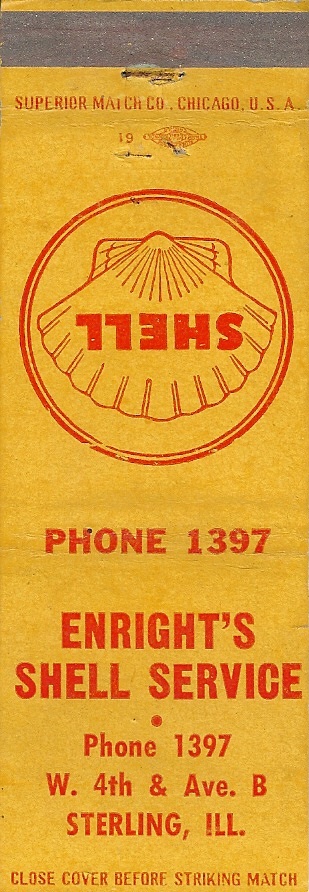 SUPERIOR MATCH CO., CHICAGO, U.S.A.
19
SHELL
PHONE 1397
ENRIGHT'S
SHELL SERVICE
Phone 1397
W. 4th & Ave. B
STERLING, ILL.
CLOSE COVER BEFORE STRIKING MATCH